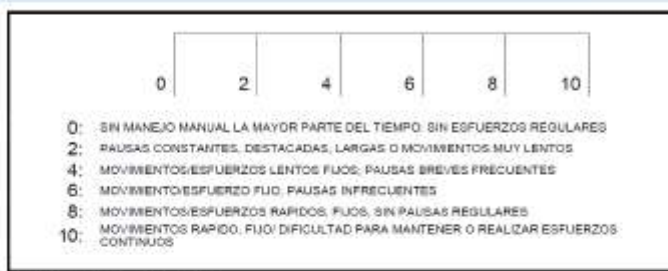 0 2 4 6 8 10
0: SIN MANEJO MANUAL LA MAYOR PARTE DEL TIEMPO. SIN ESFUERZOS REGULARES
2: PAUSAS CONSTANTES, DESTACADAS, LARGAS O MOVIMIENTOS MUY LENTOS
4: MOVIMIENTOS/ESFUERZOS LENTOS FIJOS; PAUSAS BREVES FRECUENTES
6: MOVIMIENTO/ESFUERZO FIJO, PAUSAS INFRECUENTES
8: MOVIMIENTOS/ESFUERZOS RAPIDOS, FIJOS, SIN PAUSAS REGULARES
10: MOVIMIENTOS RAPIDO, FIJO/ DIFICULTAD PARA MANTENER O REALIZAR ESFUERZOS
CONTINUOS